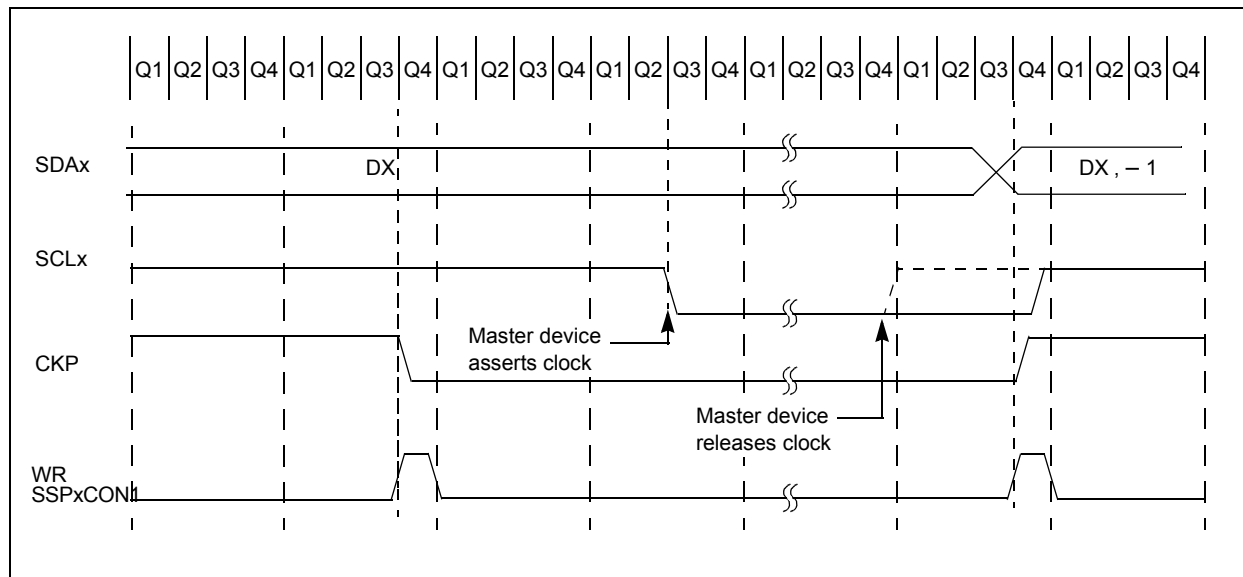 Q1 Q2 Q3 Q4 Q1 Q2 Q3 Q4 Q1 Q2 Q3 Q4 Q1 Q2 Q3 Q4 Q1 Q2 Q3 Q4 Q1 Q2 Q3 Q4 Q1 Q2 Q3 Q4
SDAx
DX
DX , – 1
SCLx
Master device
asserts clock
CKP
Master device
releases clock
WR
SSPxCON1